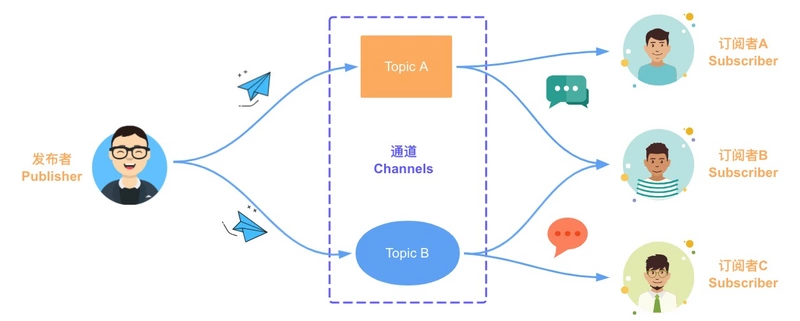 发布者
Publisher
Topic A
通道
Channels
Topic B
订阅者A
Subscriber
订阅者B
Subscriber
订阅者C
Subscriber